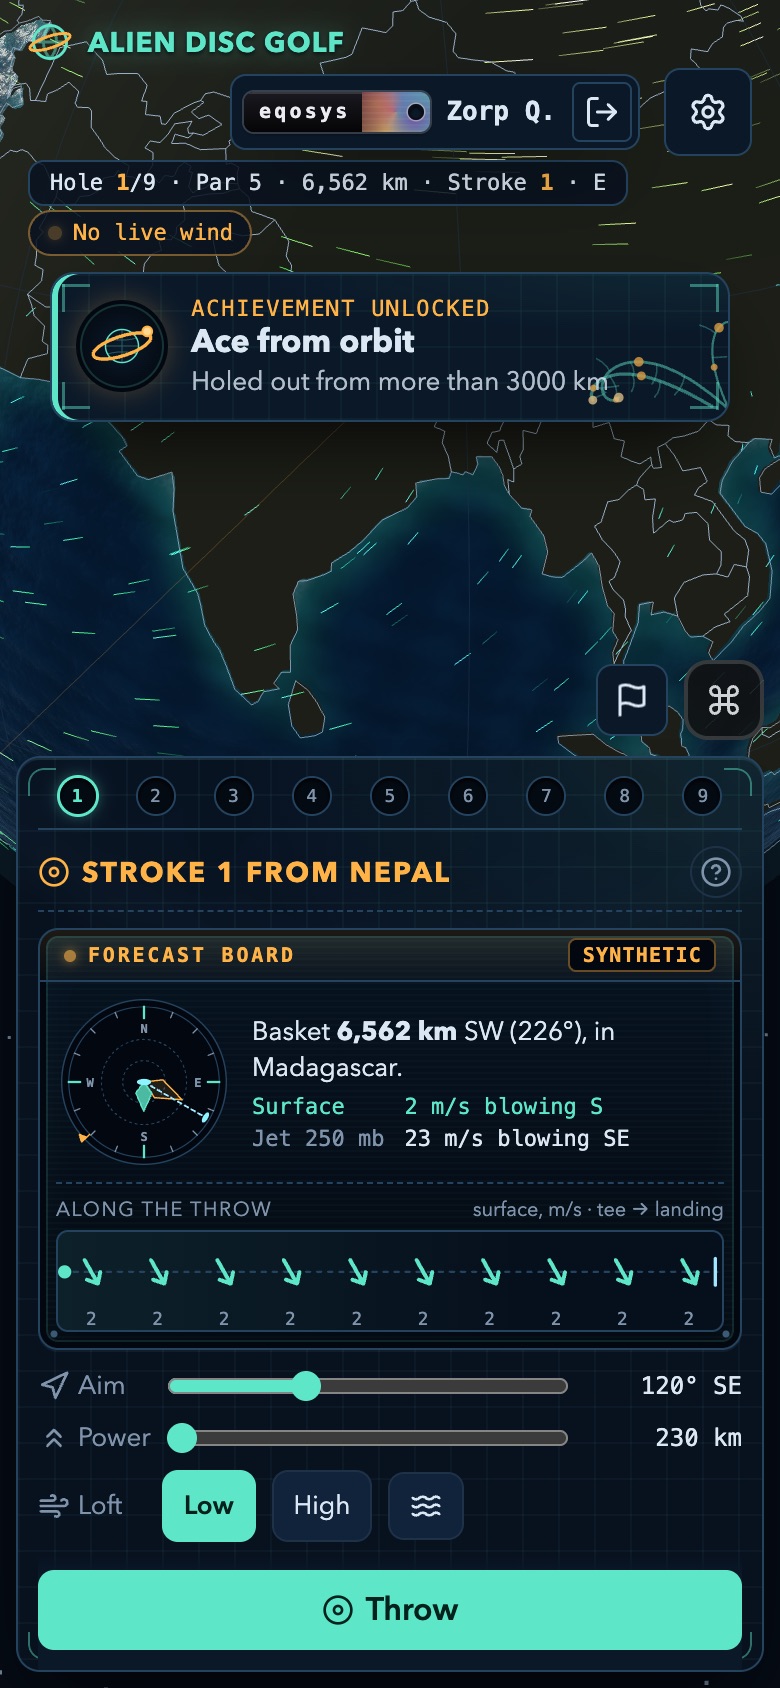 ALIEN DISC GOLF
eqosys Zorp Q.
Hole 1/9 · Par 5 · 6,562 km · Stroke 1 · E
No live wind
ACHIEVEMENT UNLOCKED
Ace from orbit
Holed out from more than 3000 km
1 2 3 4 5 6 7 8 9
STROKE 1 FROM NEPAL
FORECAST BOARD SYNTHETIC
N
W E
S
Basket 6,562 km SW (226°), in
Madagascar.
Surface 2 m/s blowing S
Jet 250 mb 23 m/s blowing SE
ALONG THE THROW surface, m/s · tee → landing
2 2 2 2 2 2 2 2 2 2
Aim 120° SE
Power 230 km
Loft Low High
Throw